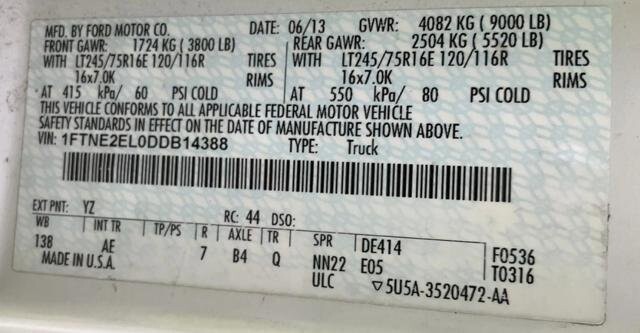 MFD. BY FORD MOTOR CO. DATE: 06/13 GVWR: 4082 KG ( 9000 LB)
FRONT GAWR: 1724 KG ( 3800 LB) REAR GAWR: 2504 KG ( 5520 LB)
WITH LT245/75R16E 120/116R TIRES WITH LT245/75R16E 120/116R TIRES
16x7.0K RIMS 16x7.0K RIMS
AT 415 kPa/ 60 PSI COLD AT 550 kPa/ 80 PSI COLD
THIS VEHICLE CONFORMS TO ALL APPLICABLE FEDERAL MOTOR VEHICLE
SAFETY STANDARDS IN EFFECT ON THE DATE OF MANUFACTURE SHOWN ABOVE.
VIN: 1FTNE2EL0DDB14388 TYPE: Truck
EXT PNT: YZ RC: 44 DSO:
WB INT TR TP/PS R AXLE TR SPR DE414 F0536
138 AE 7 B4 Q NN22 E05 T0316
MADE IN U.S.A. ULC ▽5U5A-3520472-AA